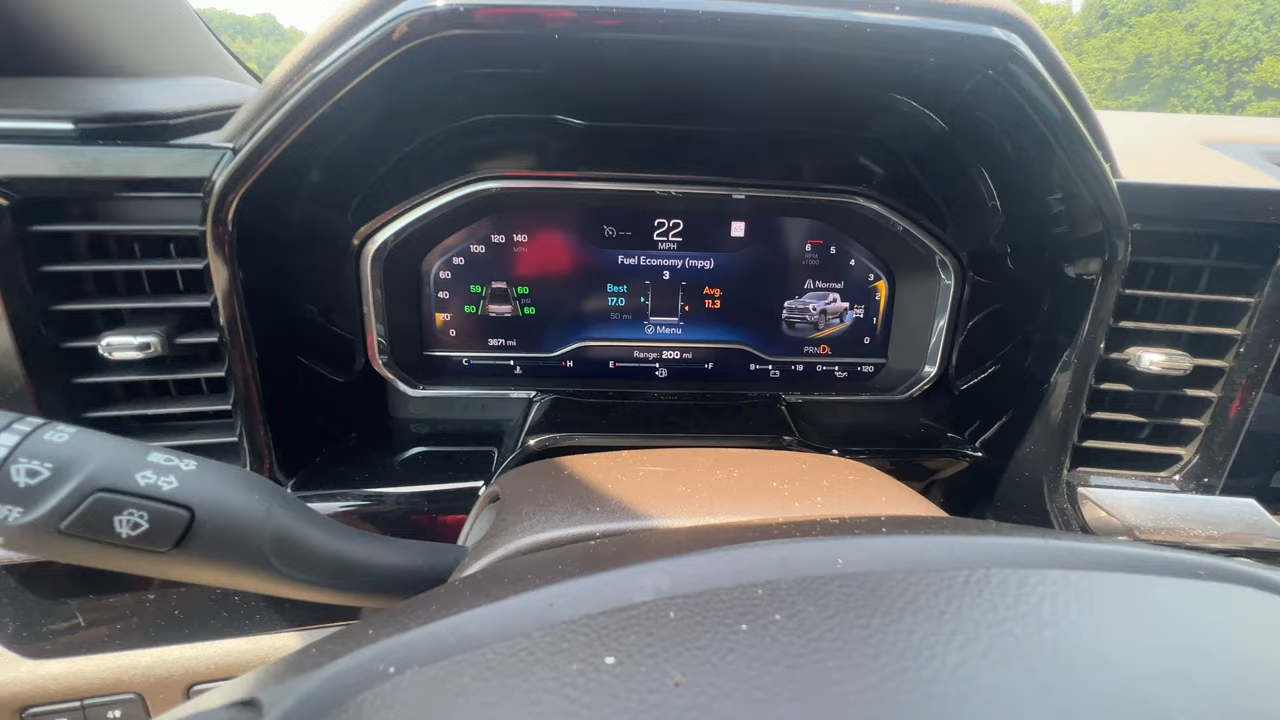 22
MPH
65
Fuel Economy (mpg)
3
Best
17.0
50 mi
Avg.
11.3
Menu
0
40
60
80
100
120
140
MPH
59
60
psi
60
60
3671 mi
6
5
4
3
2
0
RPM
x1000
Normal
PRNDL
Range: 200 mi
C
H
E
F
9
19
0
120
OFF